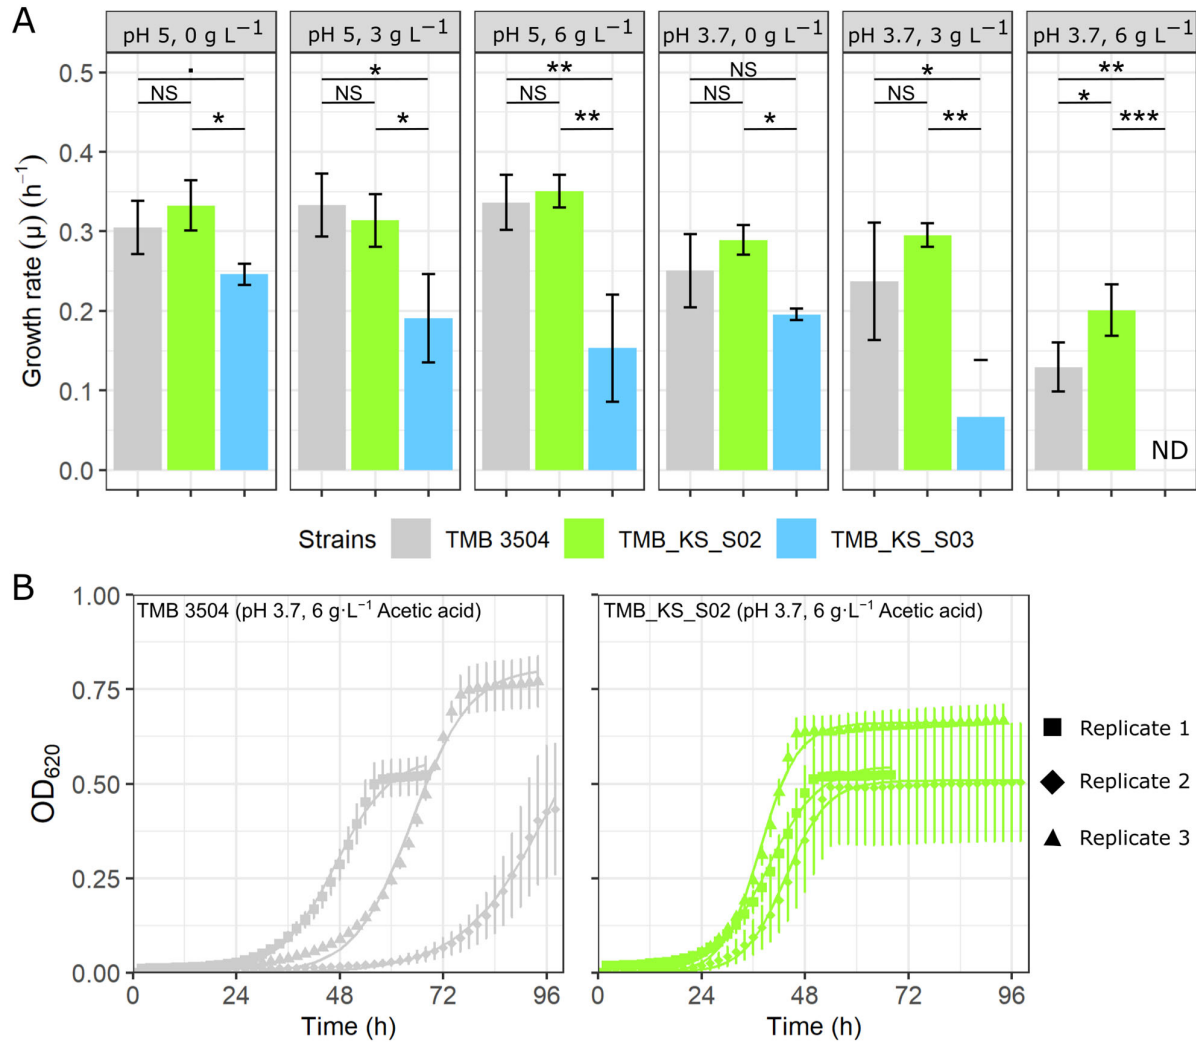 A
pH 5, 0 g L⁻¹
pH 5, 3 g L⁻¹
pH 5, 6 g L⁻¹
pH 3.7, 0 g L⁻¹
pH 3.7, 3 g L⁻¹
pH 3.7, 6 g L⁻¹
Growth rate (μ) (h⁻¹)
0.5
0.4
0.3
0.2
0.1
0.0
.
NS
*
*
NS
*
**
NS
**
NS
NS
*
*
NS
**
**
*
***
ND
Strains TMB 3504 TMB_KS_S02 TMB_KS_S03
B
TMB 3504 (pH 3.7, 6 g·L⁻¹ Acetic acid)
TMB_KS_S02 (pH 3.7, 6 g·L⁻¹ Acetic acid)
OD₆₂₀
1.00
0.75
0.50
0.25
0.00
0 24 48 72 96
0 24 48 72 96
Time (h)
Time (h)
Replicate 1
Replicate 2
Replicate 3